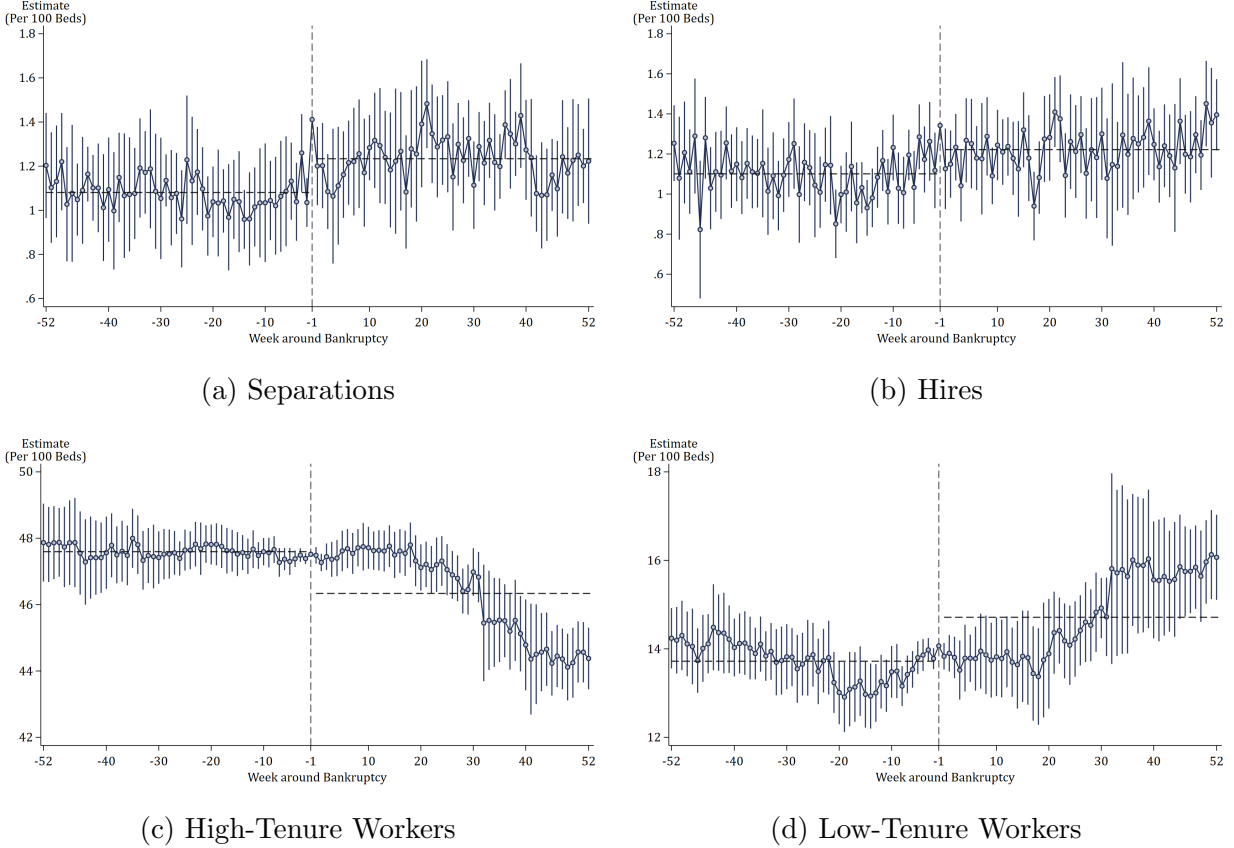 Estimate
(Per 100 Beds)
1.8
1.6
1.4
1.2
1
.8
.6
-52 -40 -30 -20 -10 -1 10 20 30 40 52
Week around Bankruptcy
(a) Separations
Estimate
(Per 100 Beds)
1.8
1.6
1.4
1.2
1
.8
.6
-52 -40 -30 -20 -10 -1 10 20 30 40 52
Week around Bankruptcy
(b) Hires
Estimate
(Per 100 Beds)
50
48
46
44
42
-52 -40 -30 -20 -10 -1 10 20 30 40 52
Week around Bankruptcy
(c) High-Tenure Workers
Estimate
(Per 100 Beds)
18
16
14
12
-52 -40 -30 -20 -10 -1 10 20 30 40 52
Week around Bankruptcy
(d) Low-Tenure Workers